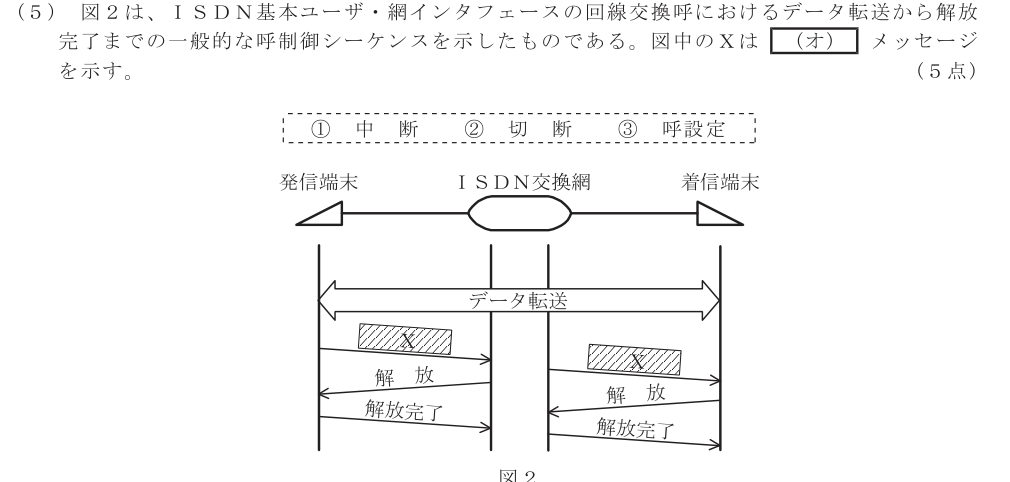 （５） 図２は、ＩＳＤＮ基本ユーザ・網インタフェースの回線交換呼におけるデータ転送から解放
完了までの一般的な呼制御シーケンスを示したものである。図中のＸは （オ） メッセージ
を示す。 （５点）
① 中 断 ② 切 断 ③ 呼設定
発信端末 ＩＳＤＮ交換網 着信端末
データ転送
Ｘ
Ｘ
解 放
解 放
解放完了
解放完了
図２